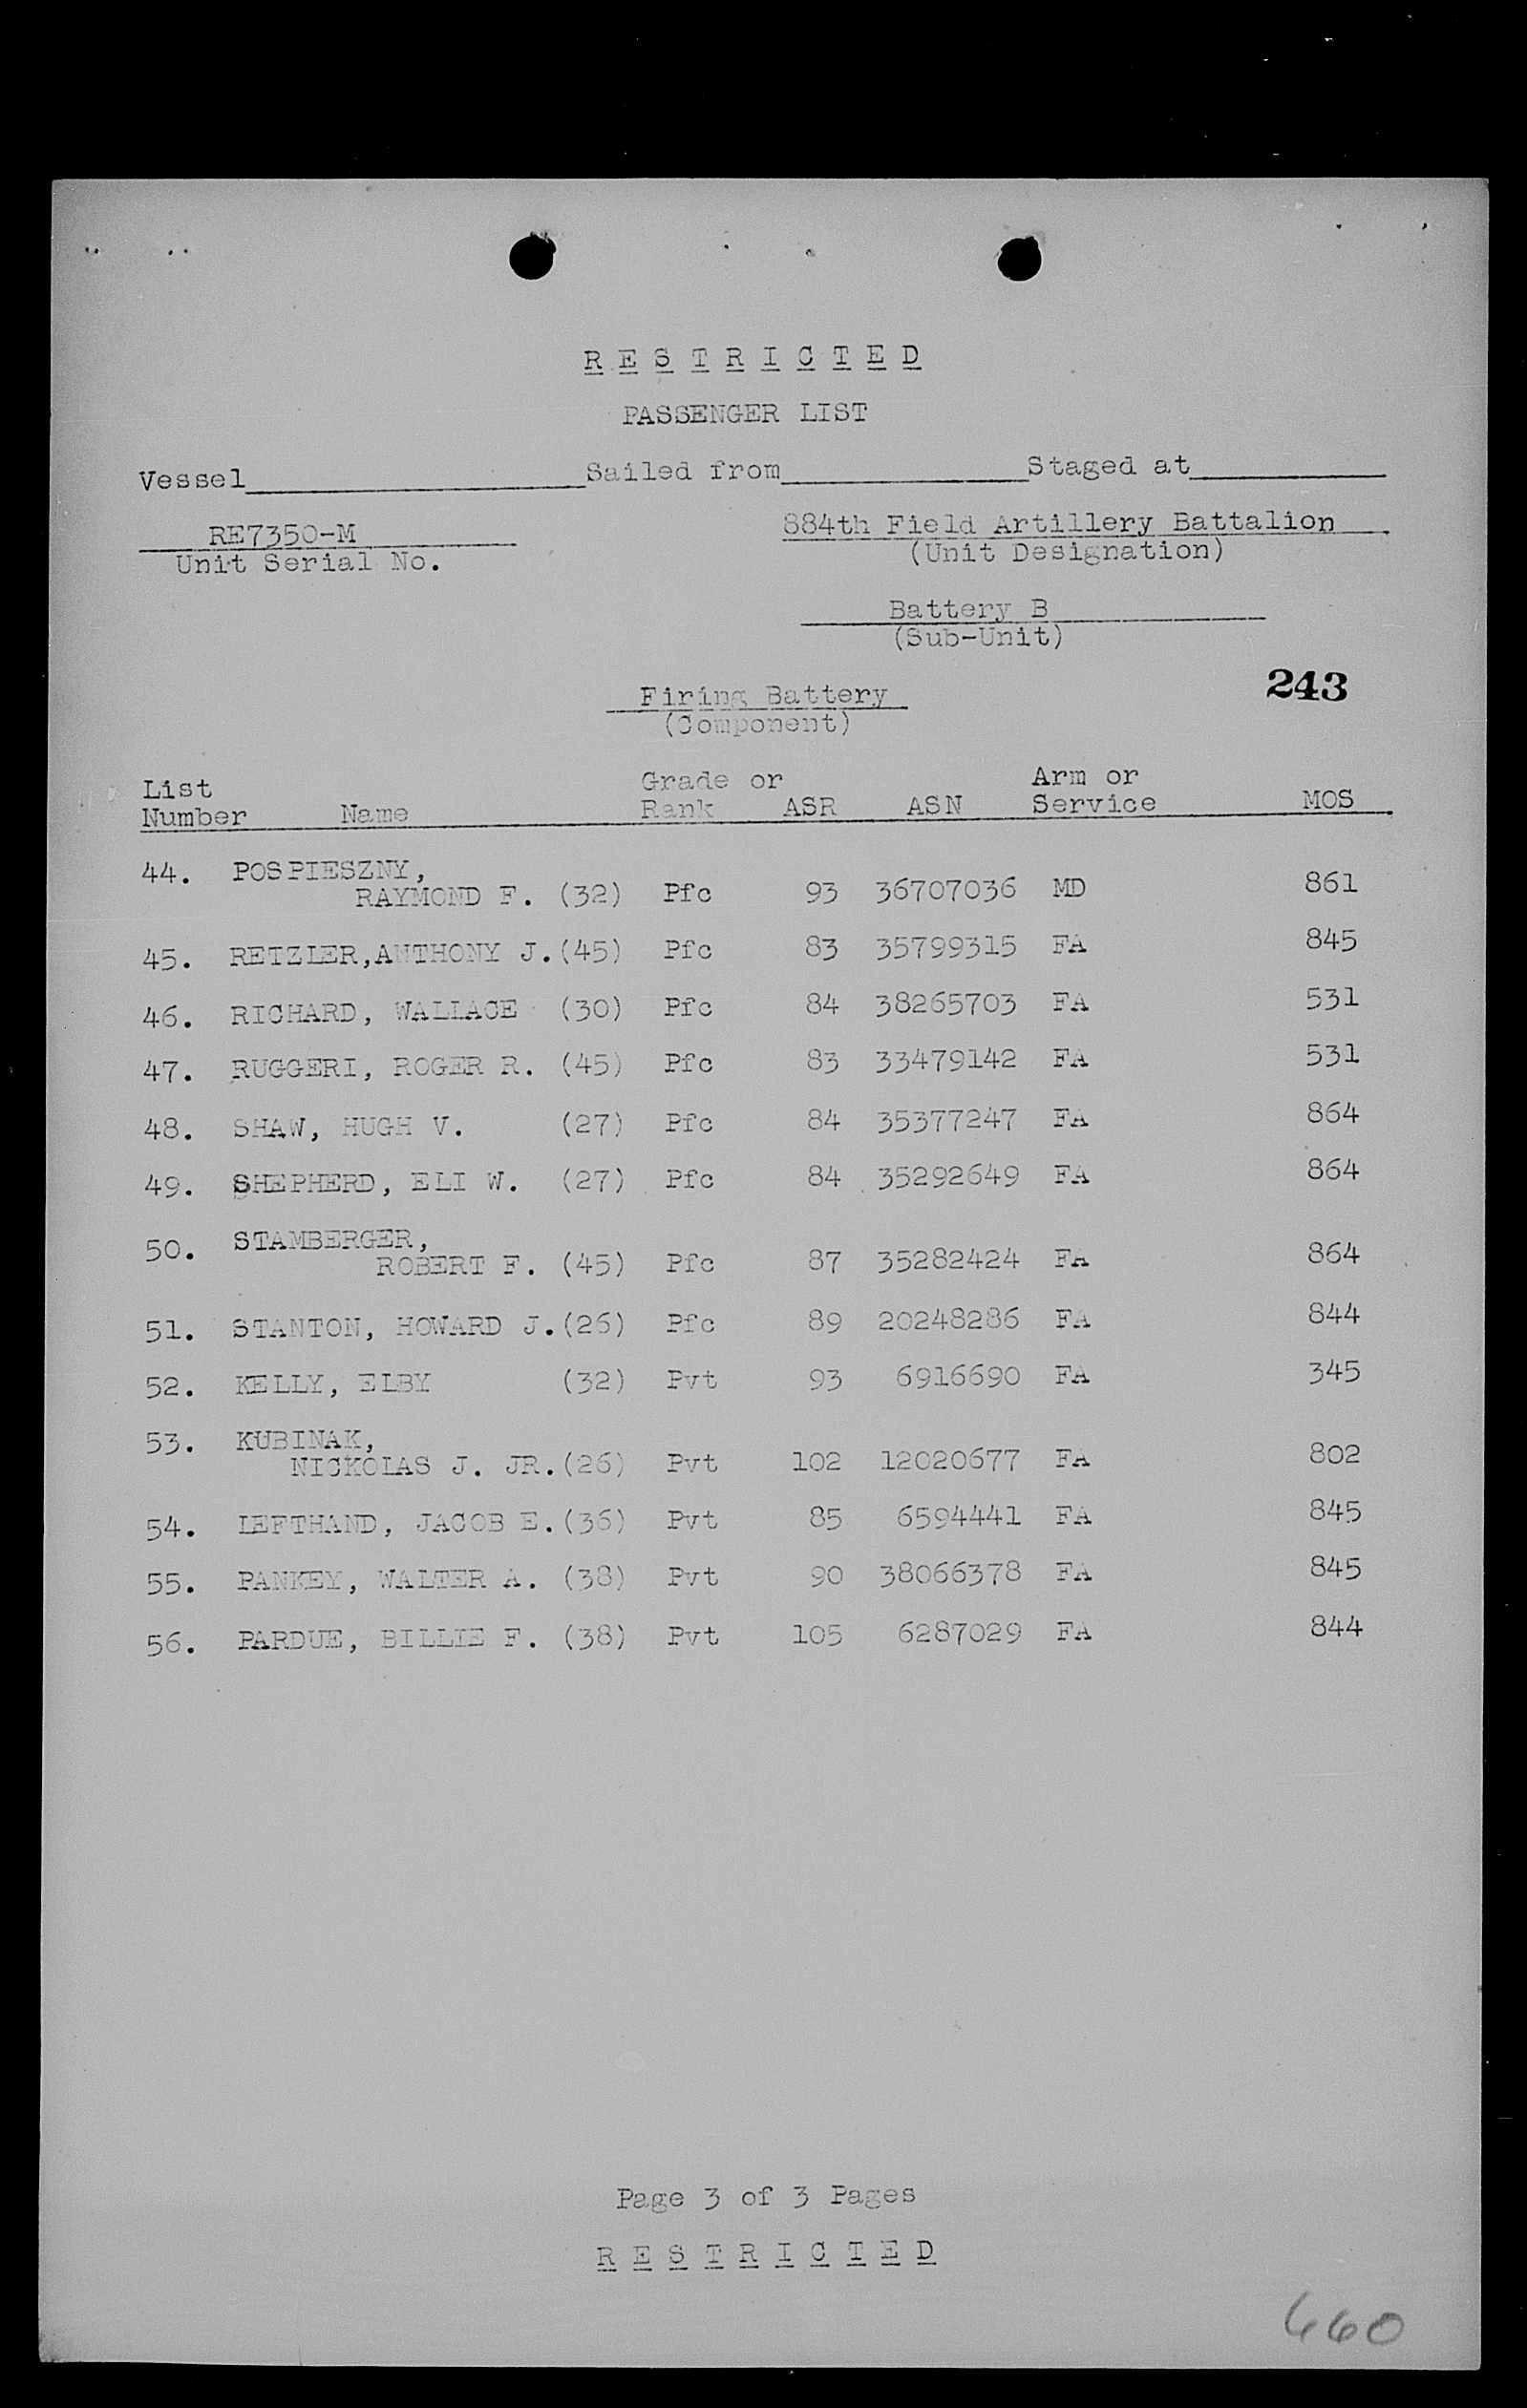 R E S T R I C T E D
PASSENGER LIST
Vessel Sailed from Staged at
RE7350-M 884th Field Artillery Battalion
Unit Serial No. (Unit Designation)
Battery B
(Sub-Unit)
243
Firing Battery
(Component)
List Grade or Arm or
Number Name Rank ASR ASN Service MOS
44. POSPIESZNY,
RAYMOND F. (32) Pfc 93 36707036 MD 861
45. RETZLER,ANTHONY J.(45) Pfc 83 35799315 FA 845
46. RICHARD, WALLACE (30) Pfc 84 38265703 FA 531
47. RUGGERI, ROGER R. (45) Pfc 83 33479142 FA 531
48. SHAW, HUGH V. (27) Pfc 84 35377247 FA 864
49. SHEPHERD, ELI W. (27) Pfc 84 35292649 FA 864
50. STAMBERGER,
ROBERT F. (45) Pfc 87 35282424 FA 864
51. STANTON, HOWARD J.(26) Pfc 89 20248286 FA 844
52. KELLY, ELBY (32) Pvt 93 6916690 FA 345
53. KUBINAK,
NICKOLAS J. JR.(26) Pvt 102 12020677 FA 802
54. LEFTHAND, JACOB E.(36) Pvt 85 6594441 FA 845
55. PANKEY, WALTER A. (38) Pvt 90 38066378 FA 845
56. PARDUE, BILLIE F. (38) Pvt 105 6287029 FA 844
Page 3 of 3 Pages
R E S T R I C T E D
660